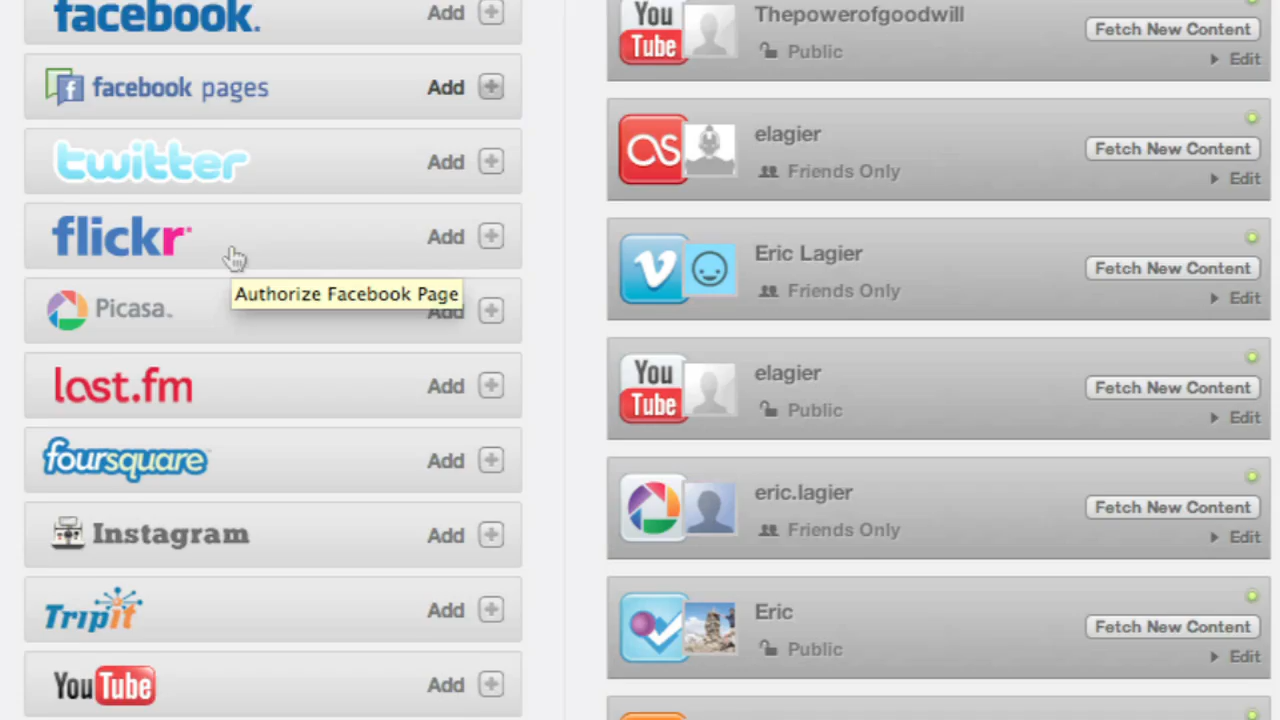 facebook.
Add
facebook pages
Add
twitter
Add
flickr
Add
Authorize Facebook Page
Picasa™
Add
last.fm
Add
foursquare
Add
Instagram
Add
TripIt
Add
YouTube
Add
You
Tube
Thepowerofgoodwill
Public
Fetch New Content
Edit
elagier
Friends Only
Fetch New Content
Edit
Eric Lagier
Friends Only
Fetch New Content
Edit
You
Tube
elagier
Public
Fetch New Content
Edit
eric.lagier
Friends Only
Fetch New Content
Edit
Eric
Public
Fetch New Content
Edit